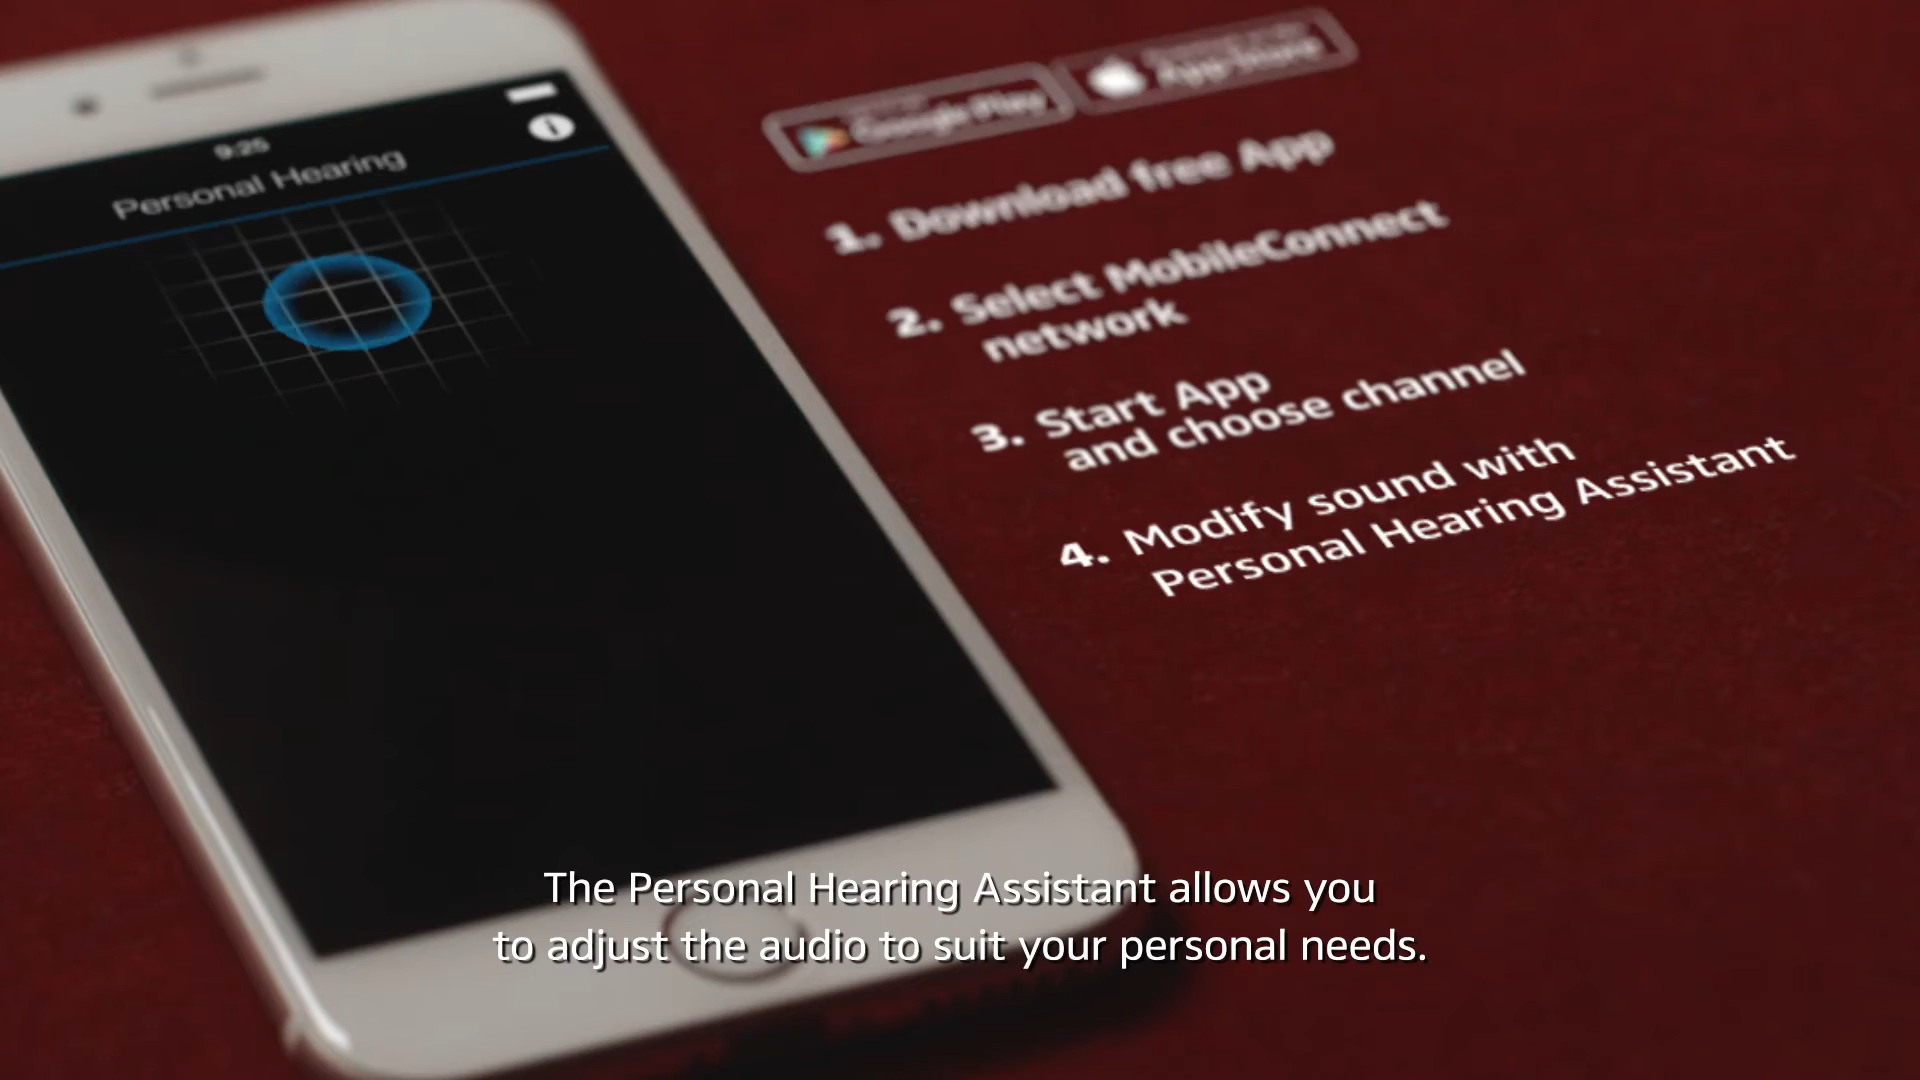 9:25
Personal Hearing
Google Play
App Store
1. Download free App
2. Select MobileConnect
network
3. Start App
and choose channel
4. Modify sound with
Personal Hearing Assistant
The Personal Hearing Assistant allows you
to adjust the audio to suit your personal needs.